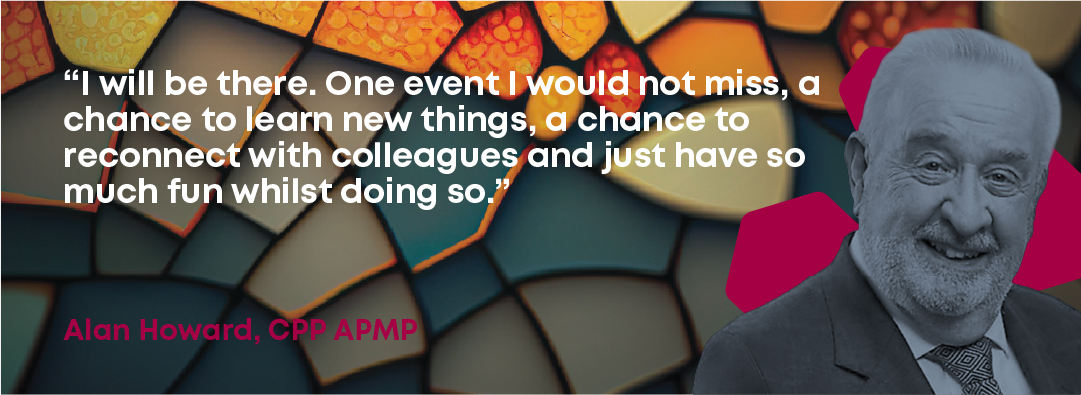 “I will be there. One event I would not miss, a
chance to learn new things, a chance to
reconnect with colleagues and just have so
much fun whilst doing so.”
Alan Howard, CPP APMP